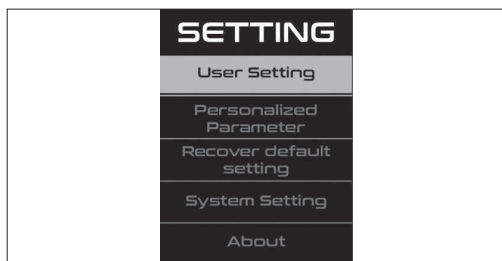 SETTING
User Setting
Personalized
Parameter
Recover default
setting
System Setting
About